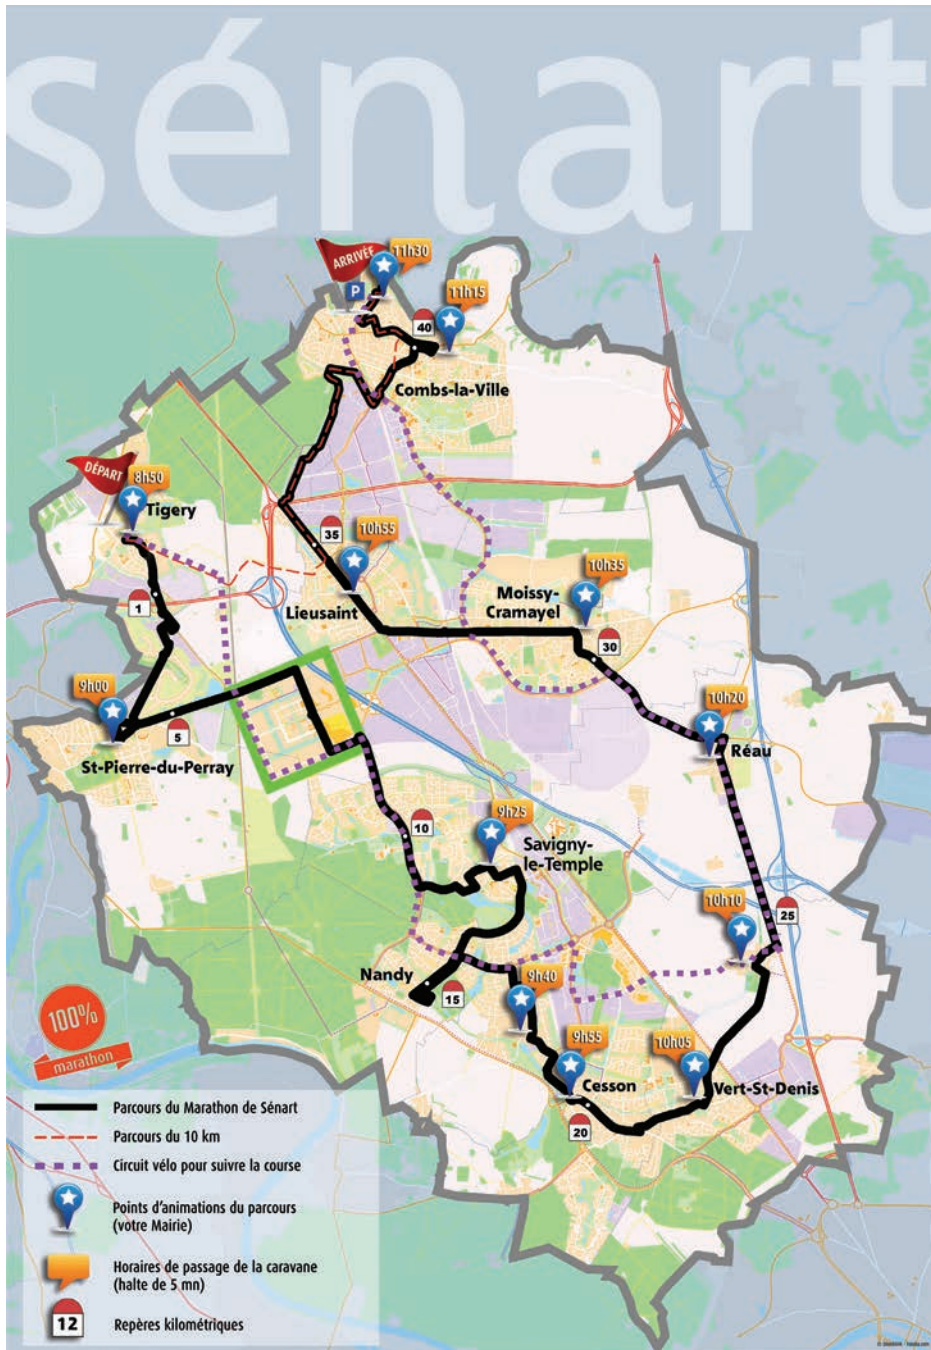 sénart
ARRIVÉE
11h30
P
11h15
40
Combs-la-Ville
DÉPART
8h50
Tigery
35
10h55
Lieusaint
10h35
Moissy-
Cramayel
30
1
9h00
5
St-Pierre-du-Perray
10h20
Réau
10
9h25
Savigny-
le-Temple
10h10
25
Nandy
15
9h40
9h55
Cesson
10h05
Vert-St-Denis
20
100%
marathon
Parcours du Marathon de Sénart
Parcours du 10 km
Circuit vélo pour suivre la course
Points d'animations du parcours
(votre Mairie)
Horaires de passage de la caravane
(halte de 5 mn)
12
Repères kilométriques